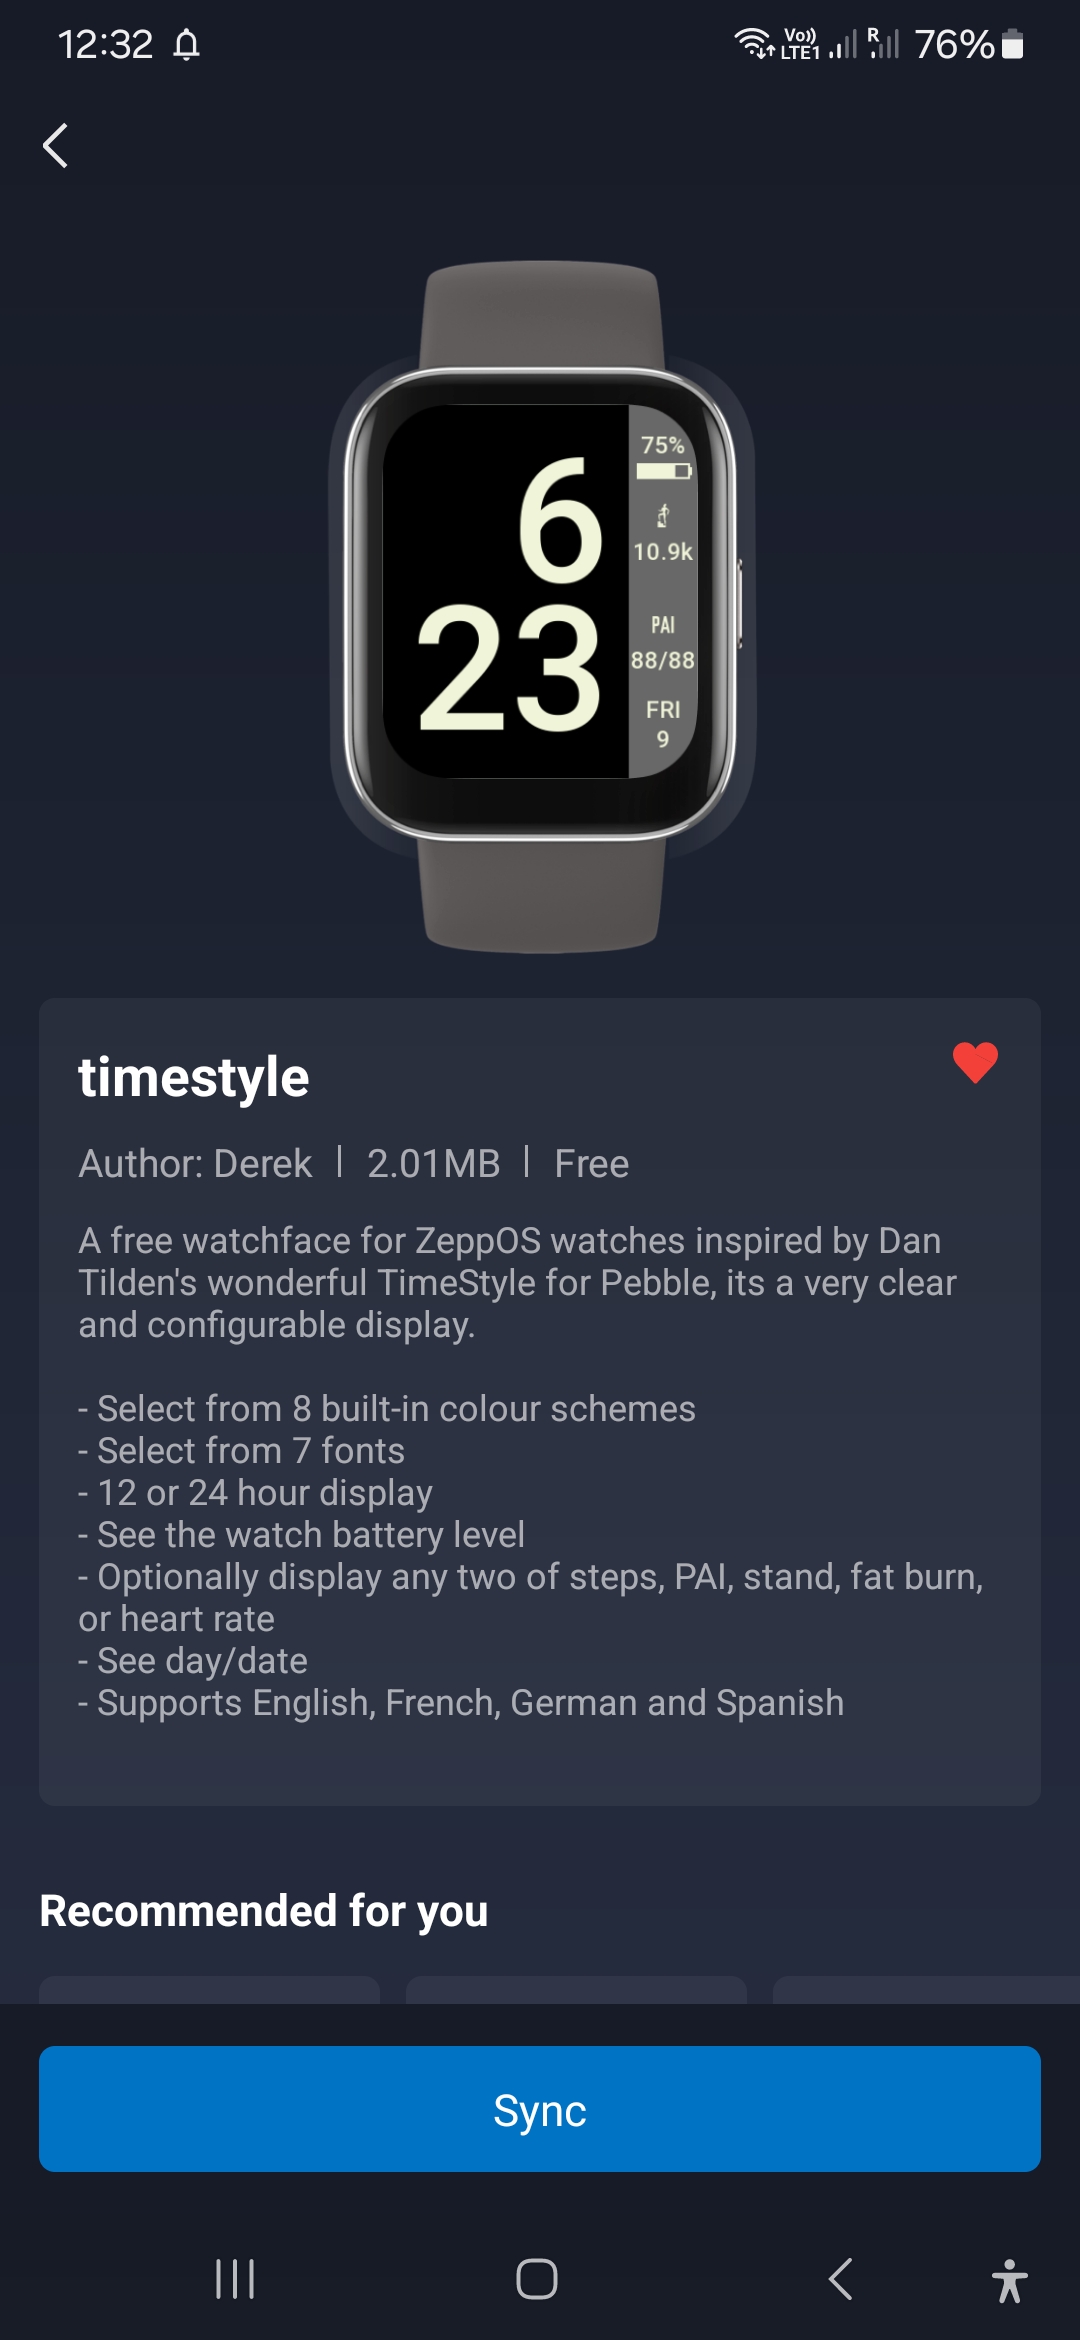 12:32 Vo)) LTE1 R 76%
75%
6
10.9k
23
PAI
88/88
FRI
9
timestyle
Author: Derek | 2.01MB | Free
A free watchface for ZeppOS watches inspired by Dan
Tilden's wonderful TimeStyle for Pebble, its a very clear
and configurable display.
- Select from 8 built-in colour schemes
- Select from 7 fonts
- 12 or 24 hour display
- See the watch battery level
- Optionally display any two of steps, PAI, stand, fat burn,
or heart rate
- See day/date
- Supports English, French, German and Spanish
Recommended for you
Sync